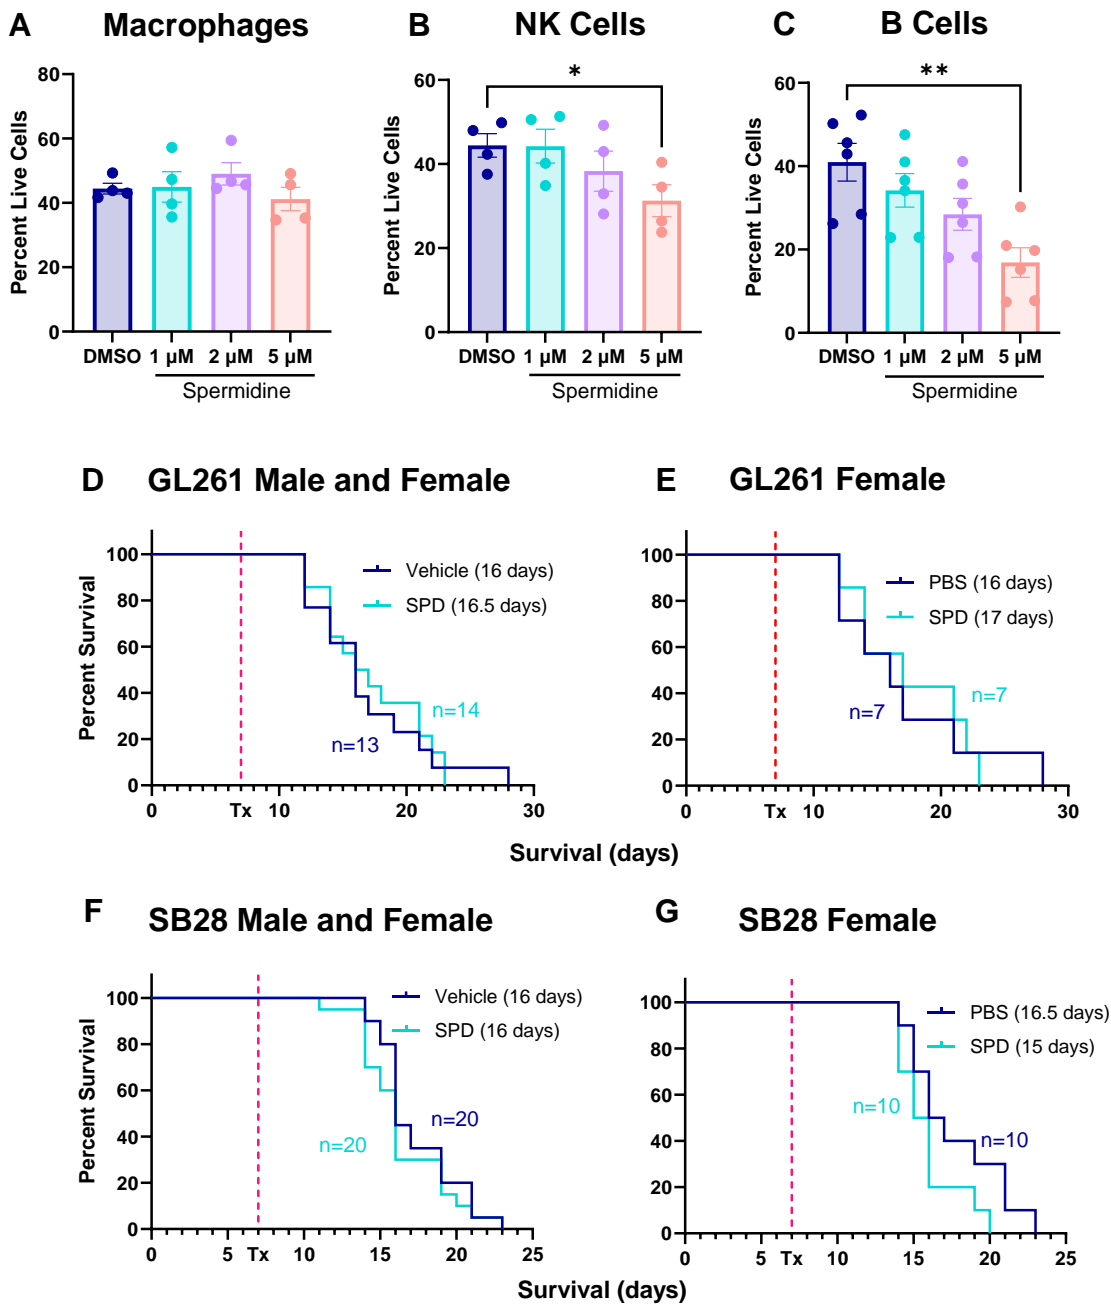 A Macrophages
Percent Live Cells
80
60
40
20
0
DMSO 1 μM 2 μM 5 μM
Spermidine
B NK Cells
Percent Live Cells
60
40
20
0
*
DMSO 1 μM 2 μM 5 μM
Spermidine
C B Cells
Percent Live Cells
60
40
20
0
**
DMSO 1 μM 2 μM 5 μM
Spermidine
D GL261 Male and Female
Percent Survival
100
80
60
40
20
0
Vehicle (16 days)
SPD (16.5 days)
n=14
n=13
0 Tx 10 20 30
E GL261 Female
100
80
60
40
20
0
PBS (16 days)
SPD (17 days)
n=7
n=7
0 Tx 10 20 30
Survival (days)
F SB28 Male and Female
Percent Survival
100
80
60
40
20
0
Vehicle (16 days)
SPD (16 days)
n=20
n=20
0 5 Tx 10 15 20 25
G SB28 Female
100
80
60
40
20
0
PBS (16.5 days)
SPD (15 days)
n=10
n=10
0 5 Tx 10 15 20 25
Survival (days)